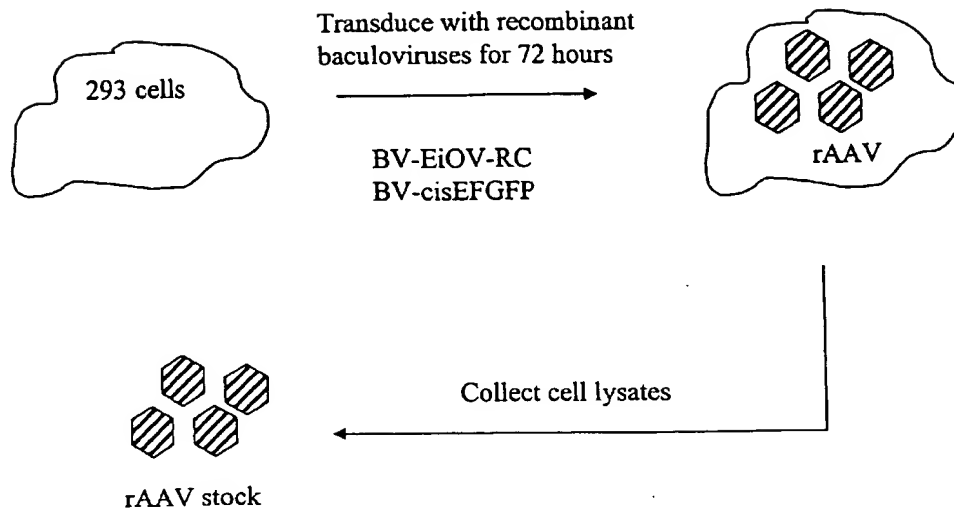 Transduce with recombinant
baculoviruses for 72 hours
293 cells
BV-EiOV-RC
BV-cisEFGFP
rAAV
Collect cell lysates
rAAV stock